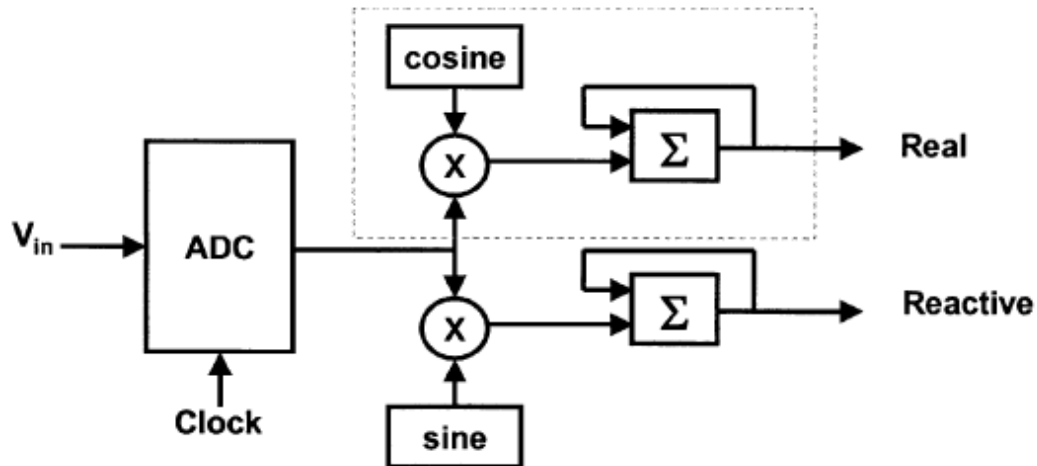 cosine
X
Σ
Real
V_in
ADC
X
Σ
Reactive
Clock
sine